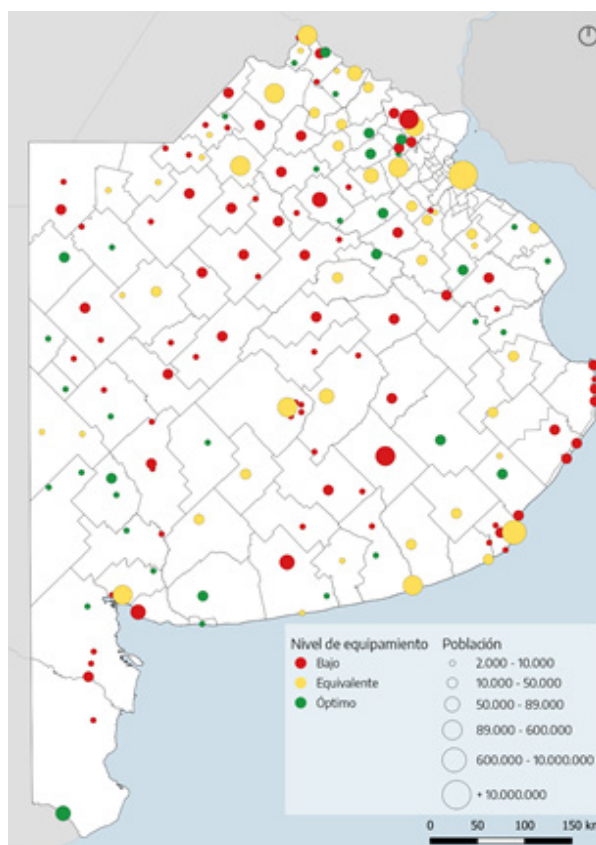 Nivel de equipamiento
Bajo
Equivalente
Óptimo
Población
2.000 - 10.000
10.000 - 50.000
50.000 - 89.000
89.000 - 600.000
600.000 - 10.000.000
+ 10.000.000
0 50 100 150 km